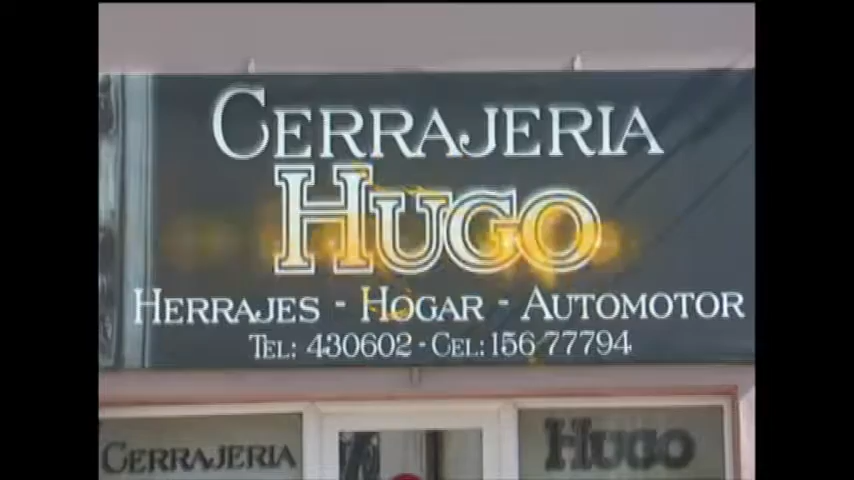 CERRAJERIA
HUGO
HERRAJES - HOGAR - AUTOMOTOR
TEL: 430602 - CEL: 156 77794
CERRAJERIA
HUGO